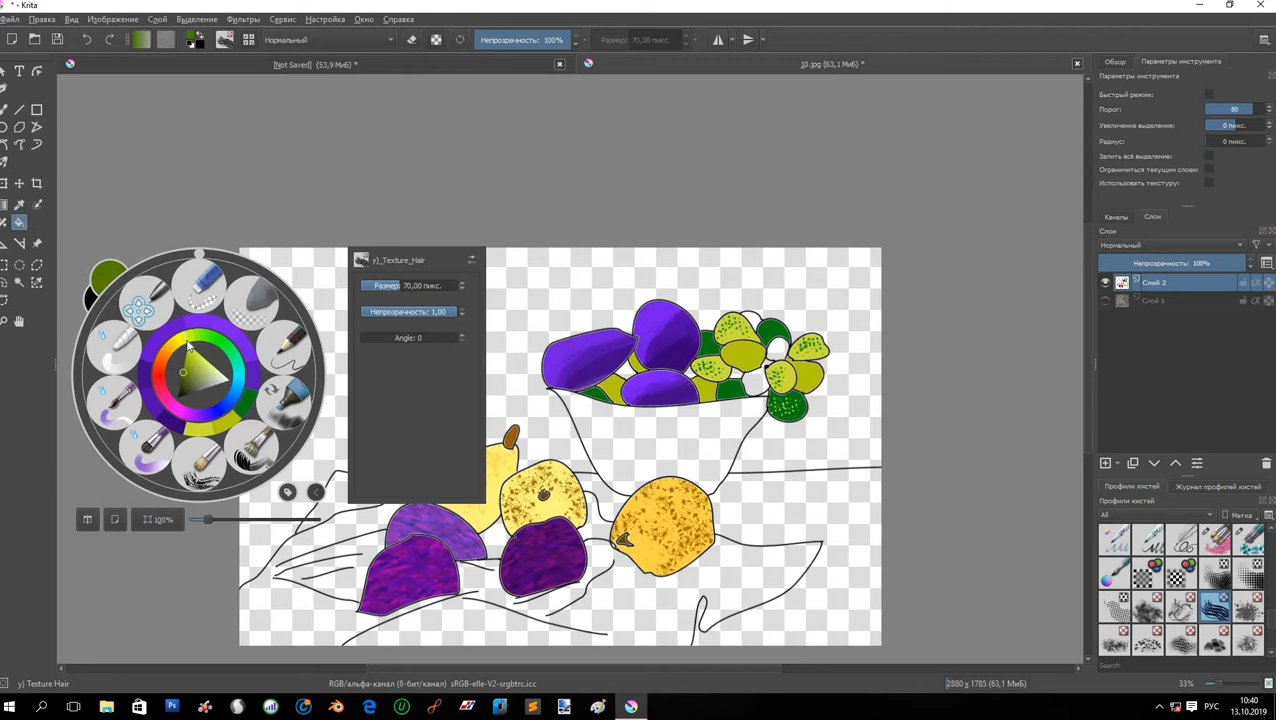 * - Krita
Файл Правка Вид Изображение Слой Выделение Фильтры Сервис Настройка Окно Справка
Нормальный Непрозрачность: 100% Размер: 70,00 пикс.
[Not Saved] (53,9 МиБ) * 10.jpg (63,1 МиБ) *
Обзор Параметры инструмента
Параметры инструмента
Быстрый режим:
Порог: 80
Увеличение выделения: 0 пикс.
Радиус: 0 пикс.
Залить всё выделение:
Ограничиться текущим слоем:
Использовать текстуру:
Каналы Слои
Слои
Нормальный
Непрозрачность: 100%
Слой 2
Слой 1
y)_Texture_Hair
Размер: 70,00 пикс.
Непрозрачность: 1,00
Angle: 0
100%
Профили кистей Журнал профилей кистей
Профили кистей
All Метка
Search
y) Texture Hair RGB/альфа-канал (8-бит/канал) sRGB-elle-V2-srgbtrc.icc 2880 x 1785 (63,1 МиБ) 33%
РУС 10:40
13.10.2019